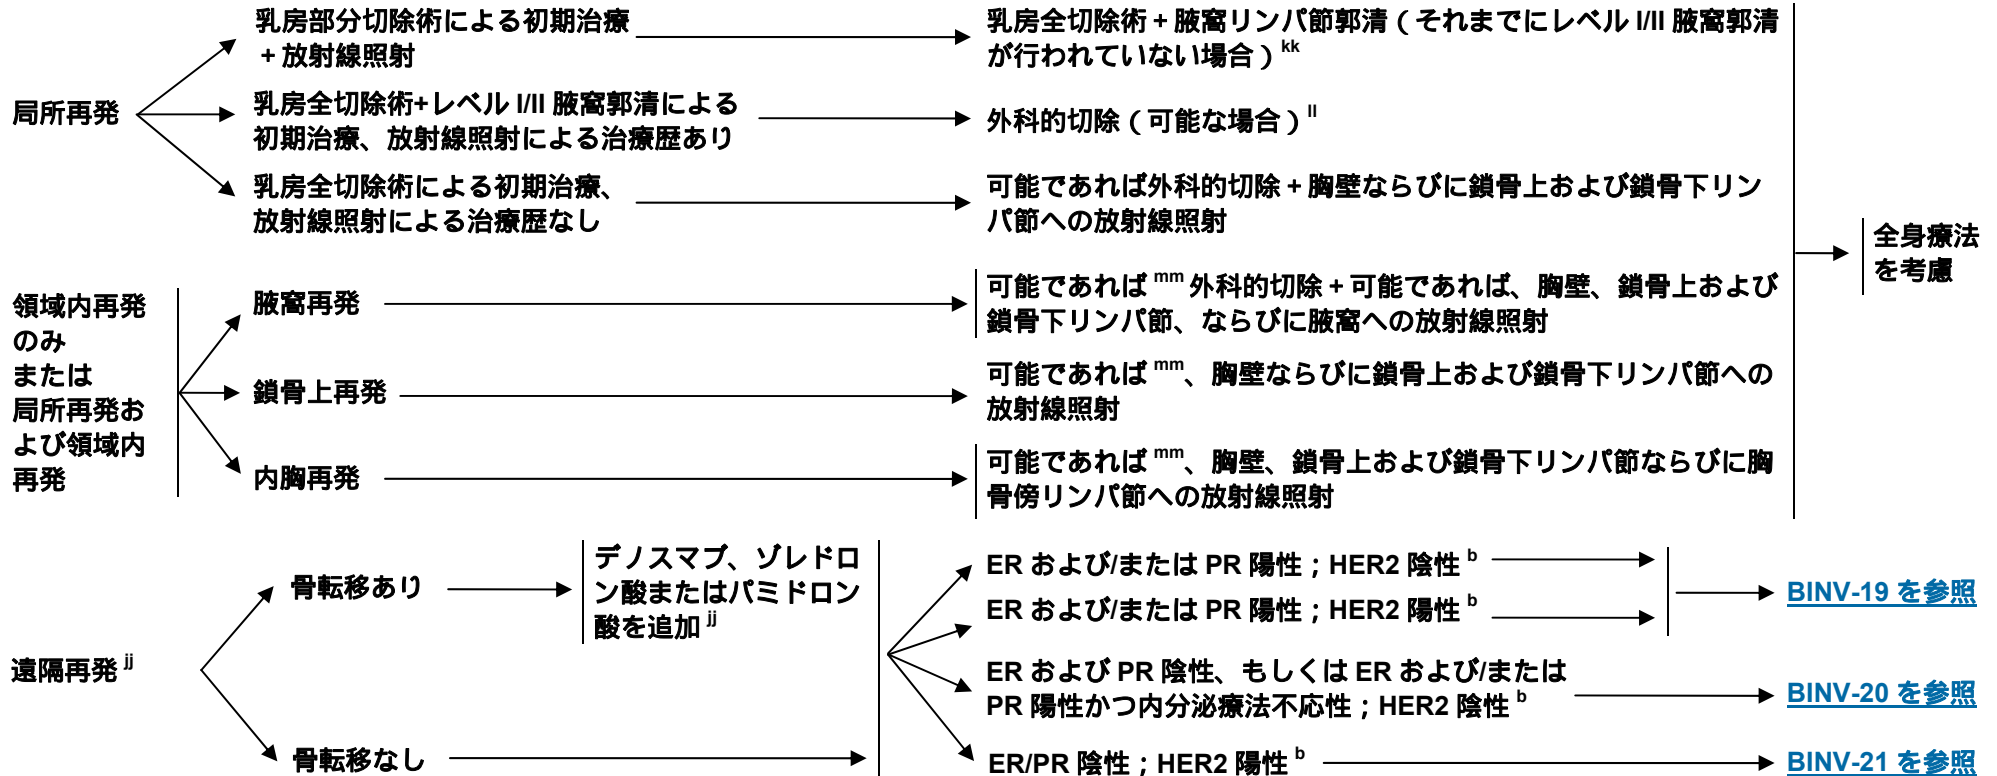 乳房部分切除術による初期治療
+ 放射線照射
乳房全切除術 + 腋窩リンパ節郭清（それまでにレベル I/II 腋窩郭清
が行われていない場合）kk
局所再発
乳房全切除術+レベル I/II 腋窩郭清による
初期治療、放射線照射による治療歴あり
外科的切除（可能な場合）ll
乳房全切除術による初期治療、
放射線照射による治療歴なし
可能であれば外科的切除 + 胸壁ならびに鎖骨上および鎖骨下リン
パ節への放射線照射
全身療法
を考慮
領域内再発
のみ
または
局所再発お
よび領域内
再発
腋窩再発
可能であれば mm 外科的切除 + 可能であれば、胸壁、鎖骨上および
鎖骨下リンパ節、ならびに腋窩への放射線照射
鎖骨上再発
可能であれば mm、胸壁ならびに鎖骨上および鎖骨下リンパ節への
放射線照射
内胸再発
可能であれば mm、胸壁、鎖骨上および鎖骨下リンパ節ならびに胸
骨傍リンパ節への放射線照射
遠隔再発 jj
骨転移あり
デノスマブ、ゾレドロ
ン酸またはパミドロン
酸を追加 jj
骨転移なし
ER および/または PR 陽性；HER2 陰性 b
ER および/または PR 陽性；HER2 陽性 b
BINV-19 を参照
ER および PR 陰性、もしくは ER および/または
PR 陽性かつ内分泌療法不応性；HER2 陰性 b
BINV-20 を参照
ER/PR 陰性；HER2 陽性 b
BINV-21 を参照